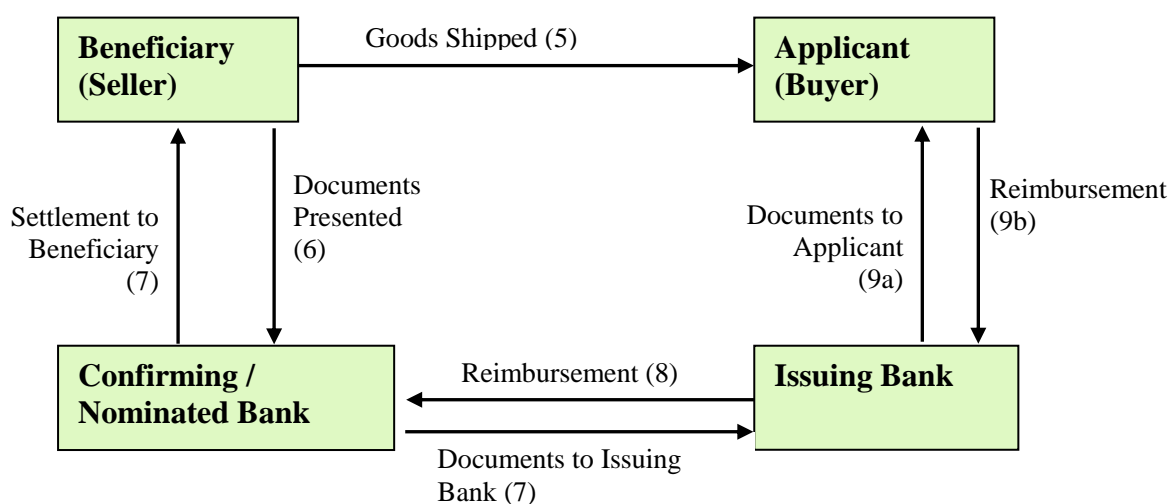 Beneficiary
(Seller)
Goods Shipped (5)
Applicant
(Buyer)
Settlement to
Beneficiary
(7)
Documents
Presented
(6)
Documents to
Applicant
(9a)
Reimbursement
(9b)
Confirming /
Nominated Bank
Reimbursement (8)
Issuing Bank
Documents to Issuing
Bank (7)